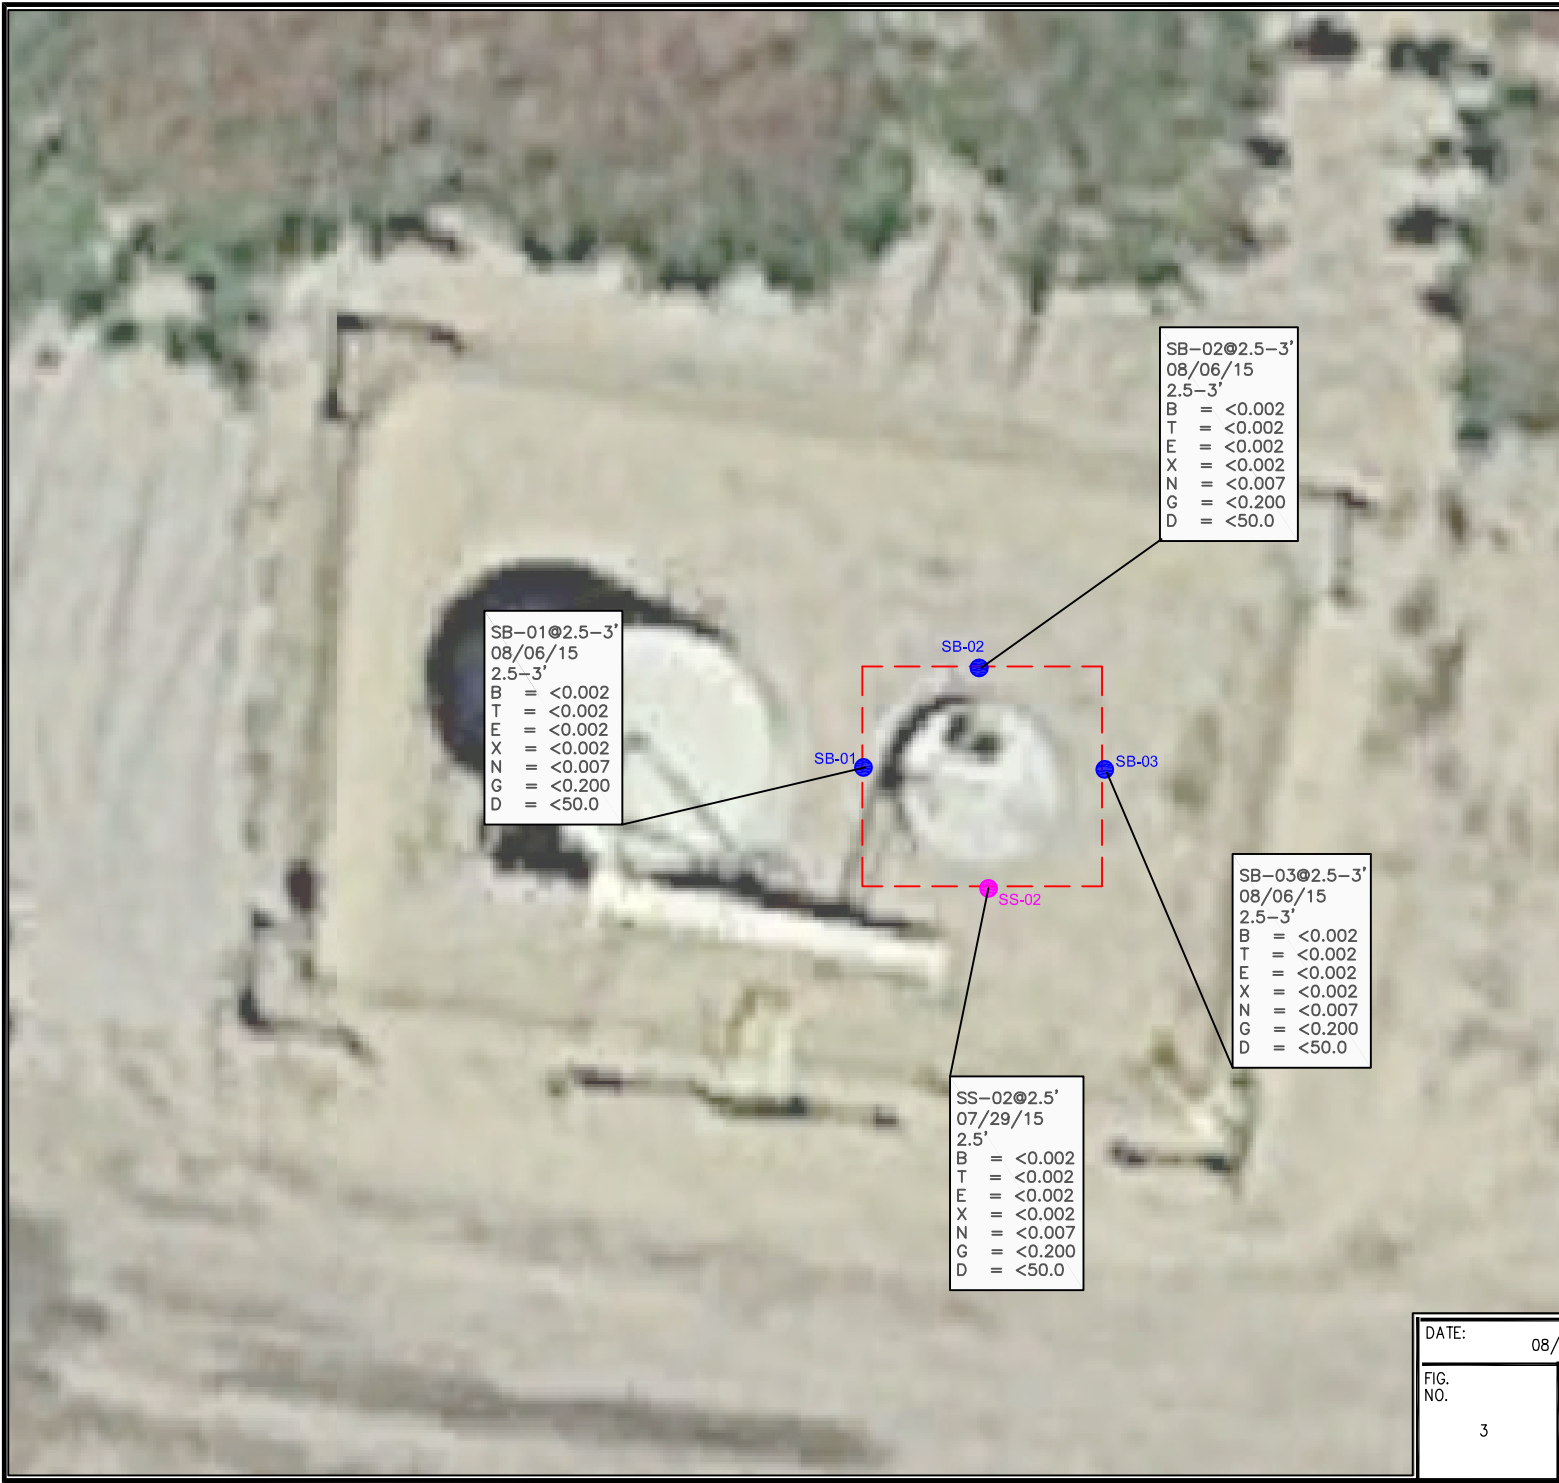 SB-02@2.5-3'
08/06/15
2.5-3'
B = <0.002
T = <0.002
E = <0.002
X = <0.002
N = <0.007
G = <0.200
D = <50.0
SB-01@2.5-3'
08/06/15
2.5-3'
B = <0.002
T = <0.002
E = <0.002
X = <0.002
N = <0.007
G = <0.200
D = <50.0
SB-02
SB-01
SB-03
SS-02
SB-03@2.5-3'
08/06/15
2.5-3'
B = <0.002
T = <0.002
E = <0.002
X = <0.002
N = <0.007
G = <0.200
D = <50.0
SS-02@2.5'
07/29/15
2.5'
B = <0.002
T = <0.002
E = <0.002
X = <0.002
N = <0.007
G = <0.200
D = <50.0
DATE:
08/
FIG.
NO.
3